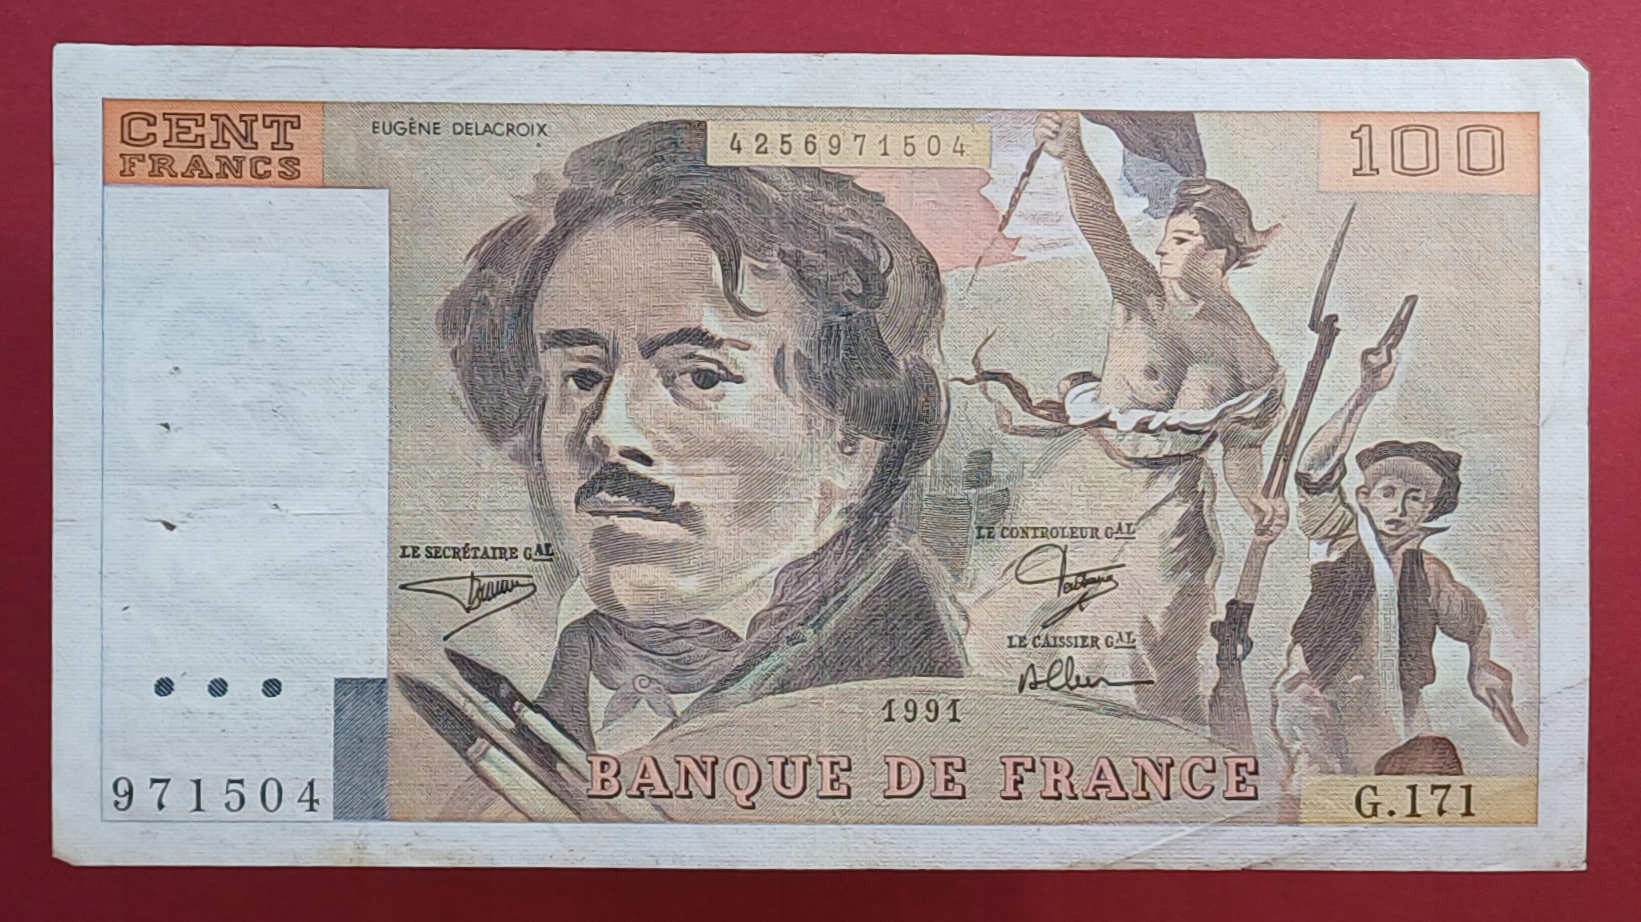 CENT
FRANCS
EUGÈNE DELACROIX
4256971504
100
LE SECRÉTAIRE GAL
LE CONTROLEUR GAL
LE CAISSIER GAL
1991
BANQUE DE FRANCE
971504
G.171